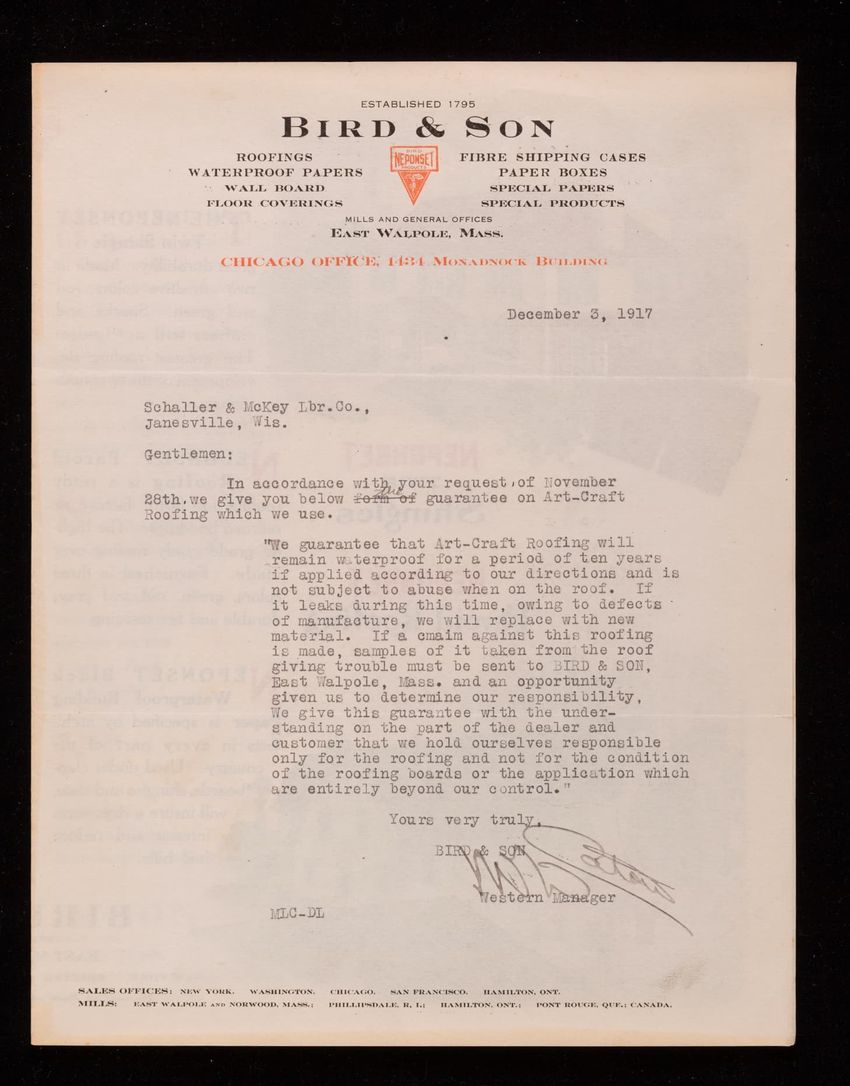 ESTABLISHED 1795
BIRD & SON
ROOFINGS
WATERPROOF PAPERS
WALL BOARD
FLOOR COVERINGS
BIRD
NEPONSET
PRODUCTS
FIBRE SHIPPING CASES
PAPER BOXES
SPECIAL PAPERS
SPECIAL PRODUCTS
MILLS AND GENERAL OFFICES
EAST WALPOLE, MASS.
CHICAGO OFFICE, 1434 MONADNOCK BUILDING
December 3, 1917
Schaller & McKey Lbr.Co.,
Janesville, Wis.
Gentlemen:
In accordance with your request,of November
28th,we give you below form of the guarantee on Art-Craft
Roofing which we use.
"We guarantee that Art-Craft Roofing will
remain waterproof for a period of ten years
if applied according to our directions and is
not subject to abuse when on the roof. If
it leaks during this time, owing to defects
of manufacture, we will replace with new
material. If a cmaim against this roofing
is made, samples of it taken from the roof
giving trouble must be sent to BIRD & SON,
East Walpole, Mass. and an opportunity
given us to determine our responsibility,
We give this guarantee with the under-
standing on the part of the dealer and
customer that we hold ourselves responsible
only for the roofing and not for the condition
of the roofing boards or the application which
are entirely beyond our control."
Yours very truly,
BIRD & SON
Western Manager
MLC-DL
SALES OFFICES: NEW YORK. WASHINGTON. CHICAGO. SAN FRANCISCO. HAMILTON, ONT.
MILLS: EAST WALPOLE AND NORWOOD, MASS.; PHILLIPSDALE, R. I.; HAMILTON, ONT.; PONT ROUGE, QUE.; CANADA.